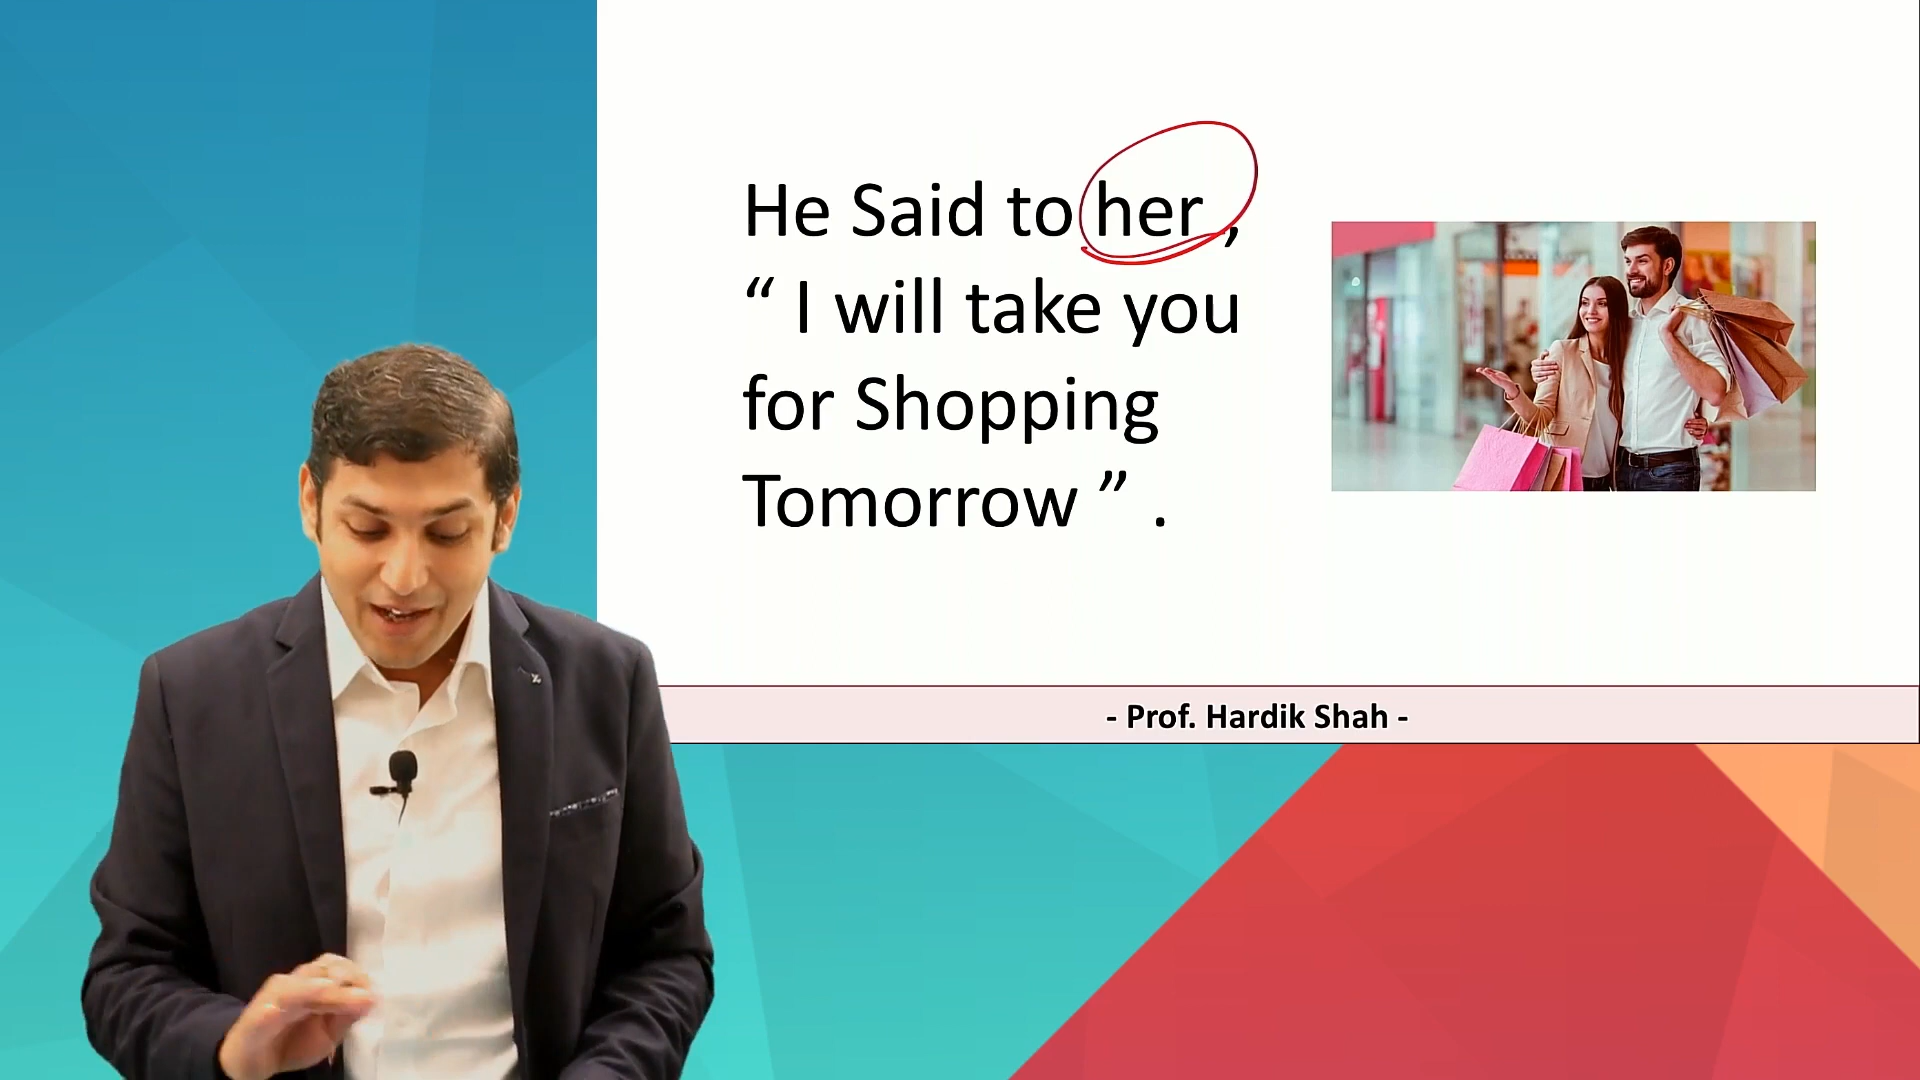 He Said to her ,
“ I will take you
for Shopping
Tomorrow ” .
- Prof. Hardik Shah -